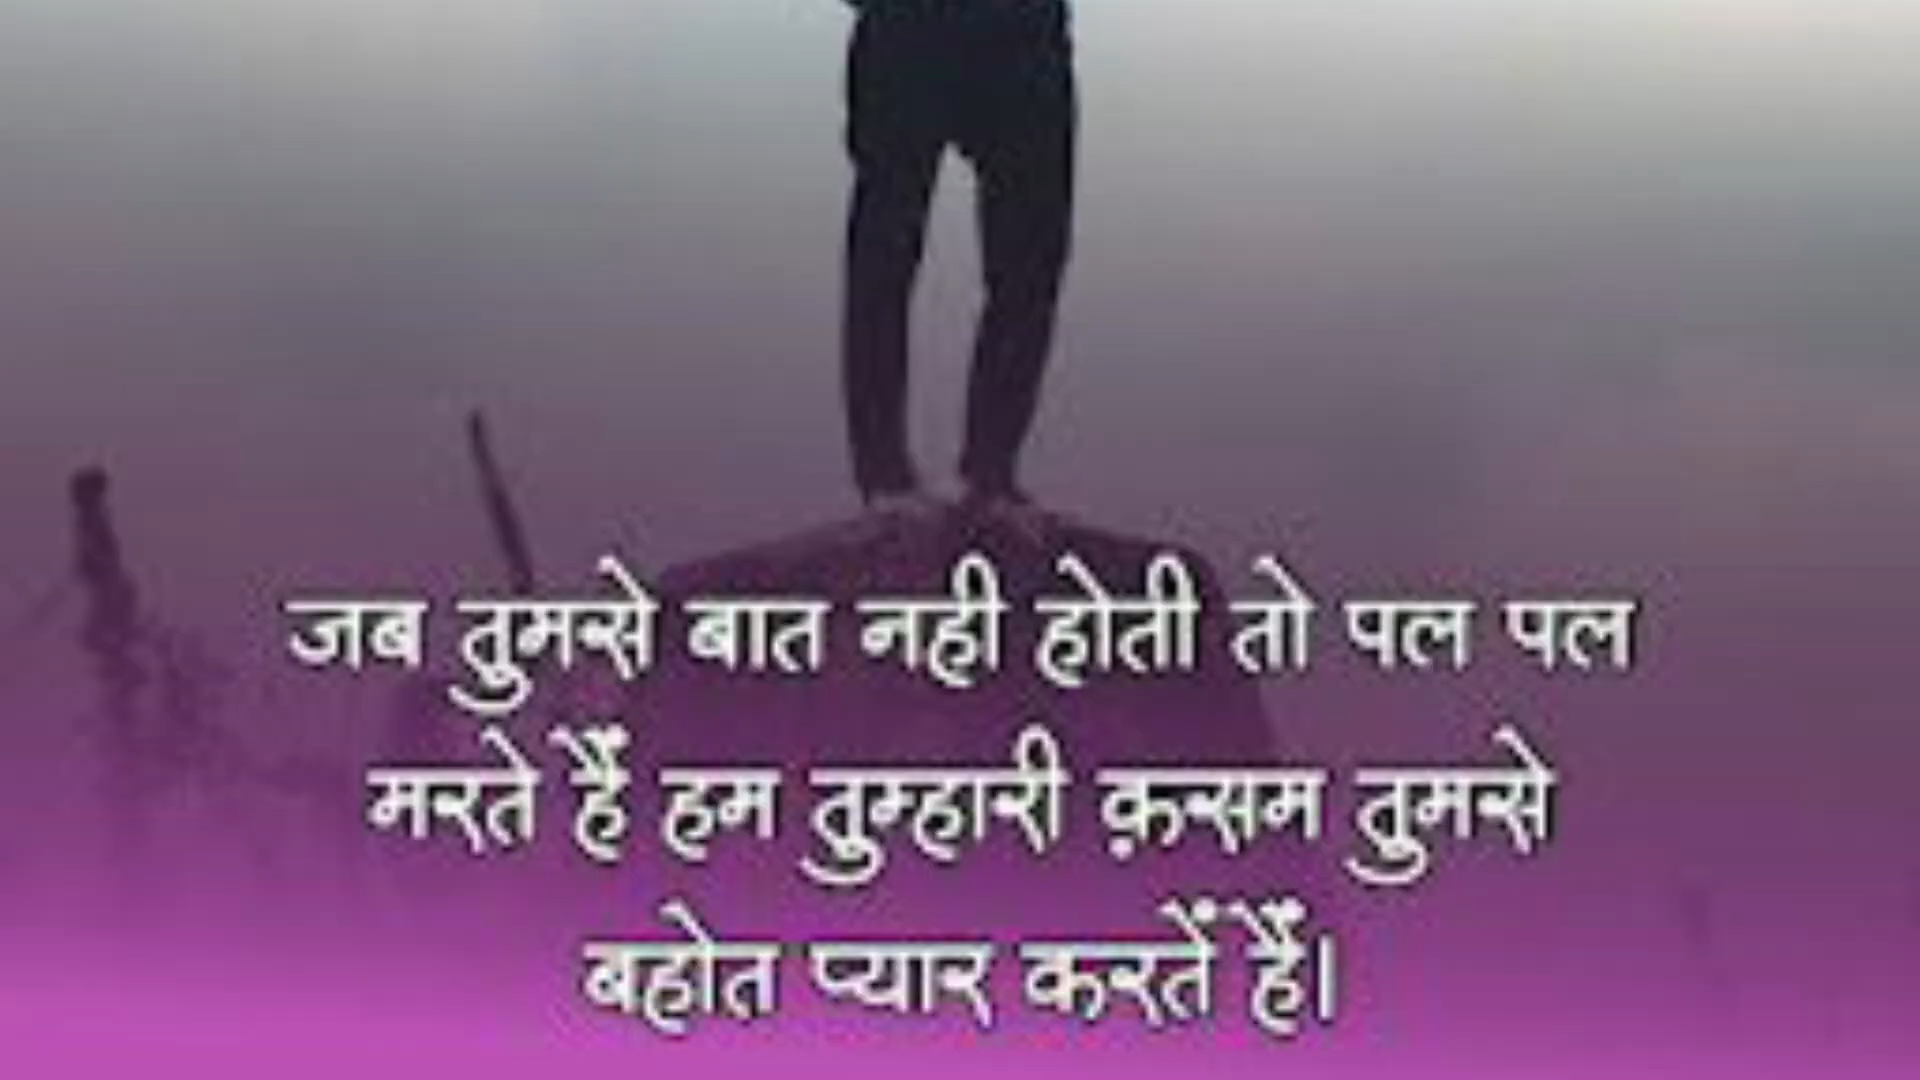 जब तुमसे बात नही होती तो पल पल
मरते हैं हम तुम्हारी क़सम तुमसे
बहोत प्यार करतें हैं।